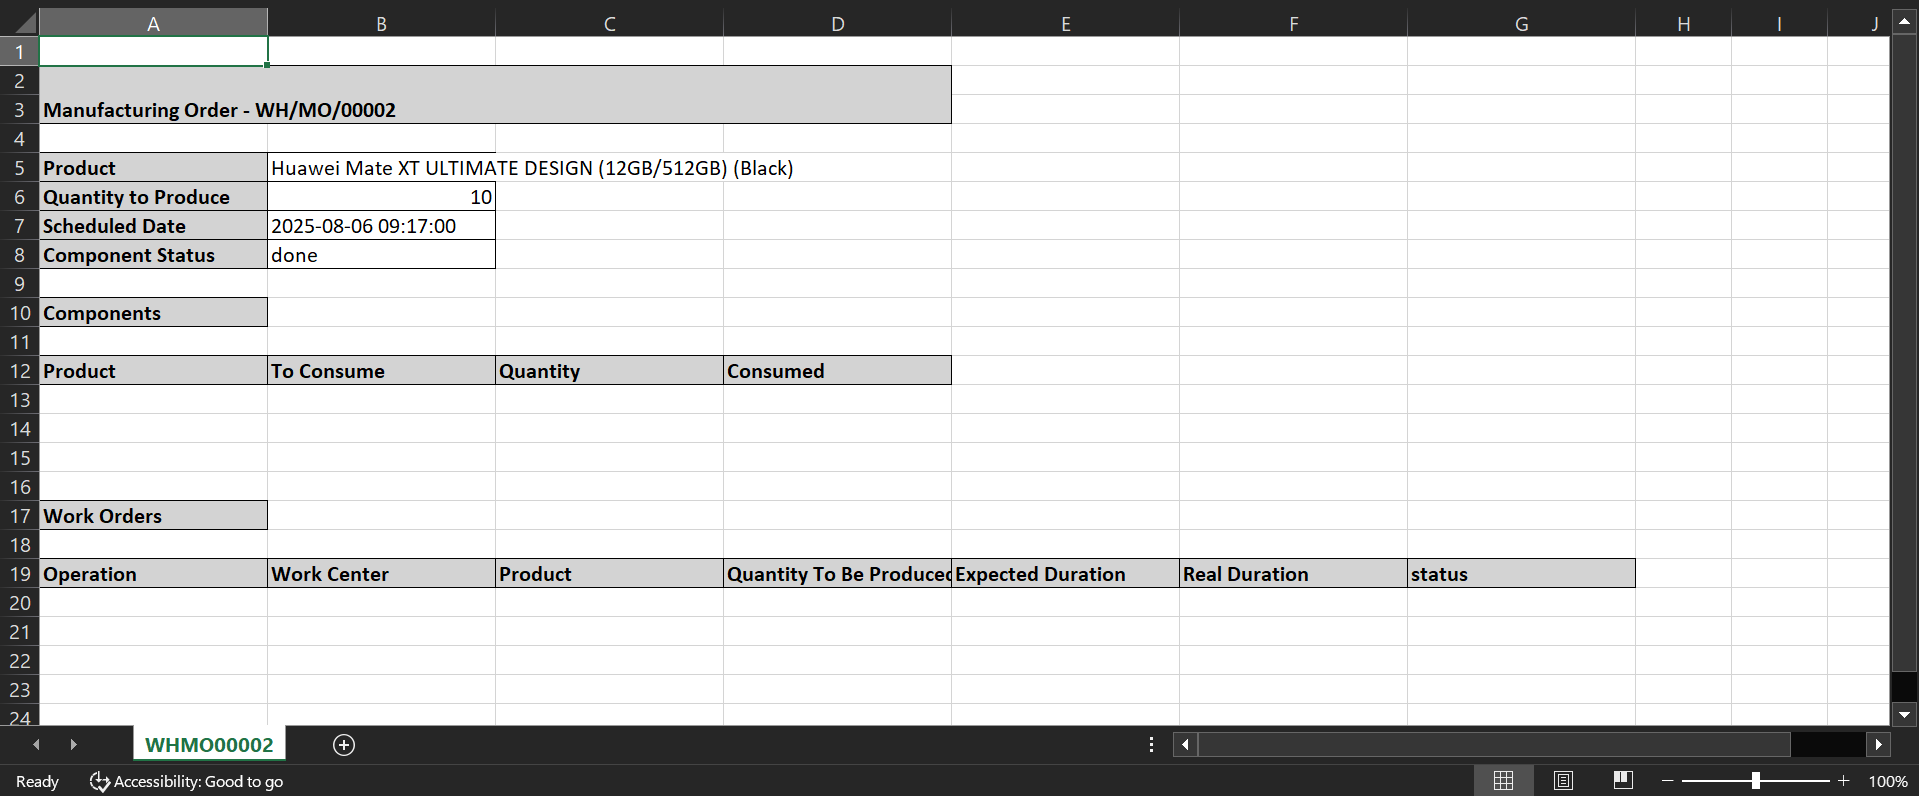 A B C D E F G H I J
1
2
3 Manufacturing Order - WH/MO/00002
4
5 Product Huawei Mate XT ULTIMATE DESIGN (12GB/512GB) (Black)
6 Quantity to Produce 10
7 Scheduled Date 2025-08-06 09:17:00
8 Component Status done
9
10 Components
11
12 Product To Consume Quantity Consumed
13
14
15
16
17 Work Orders
18
19 Operation Work Center Product Quantity To Be Produced Expected Duration Real Duration status
20
21
22
23
24
WHMO00002
Ready Accessibility: Good to go 100%